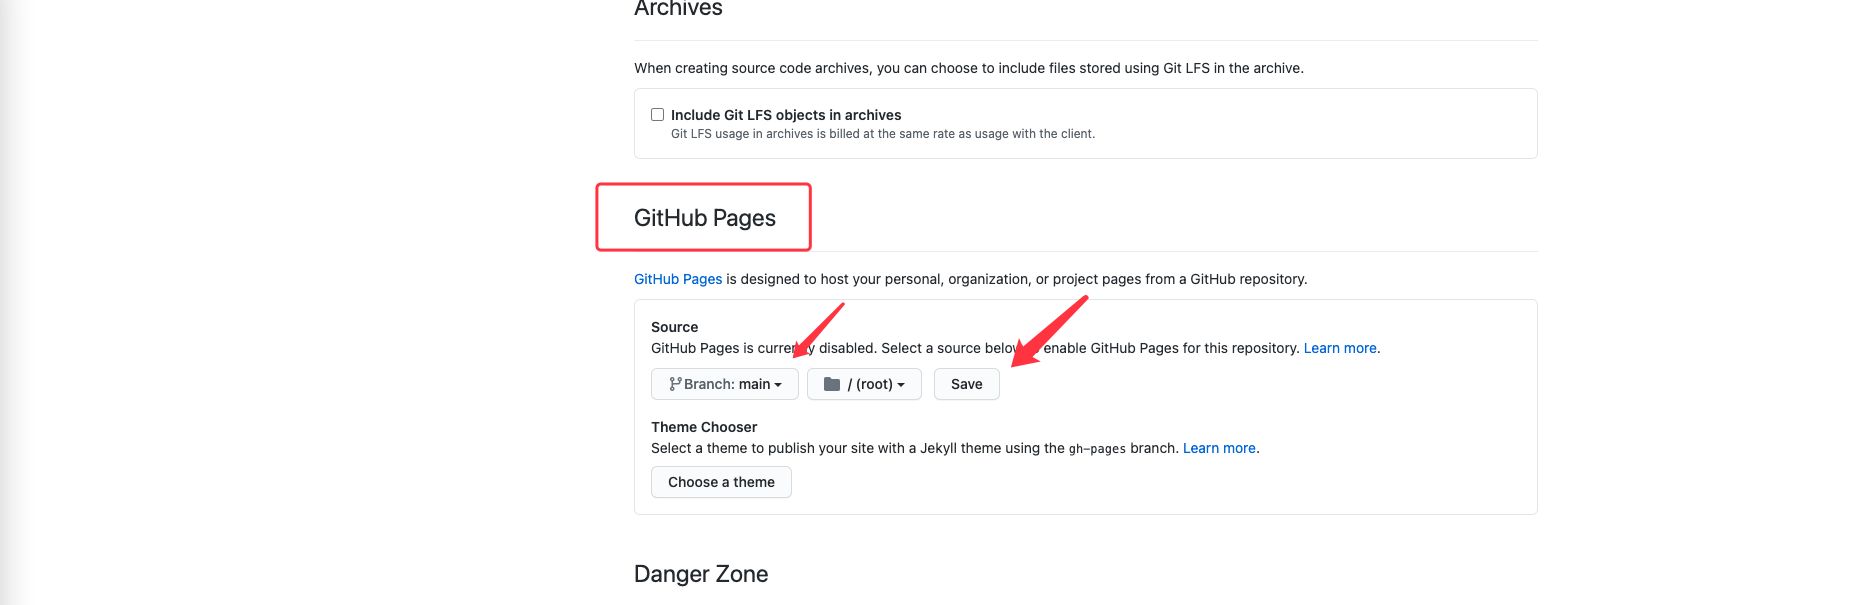 Archives
When creating source code archives, you can choose to include files stored using Git LFS in the archive.
Include Git LFS objects in archives
Git LFS usage in archives is billed at the same rate as usage with the client.
GitHub Pages
GitHub Pages is designed to host your personal, organization, or project pages from a GitHub repository.
Source
GitHub Pages is currently disabled. Select a source below to enable GitHub Pages for this repository. Learn more.
Branch: main / (root) Save
Theme Chooser
Select a theme to publish your site with a Jekyll theme using the gh-pages branch. Learn more.
Choose a theme
Danger Zone